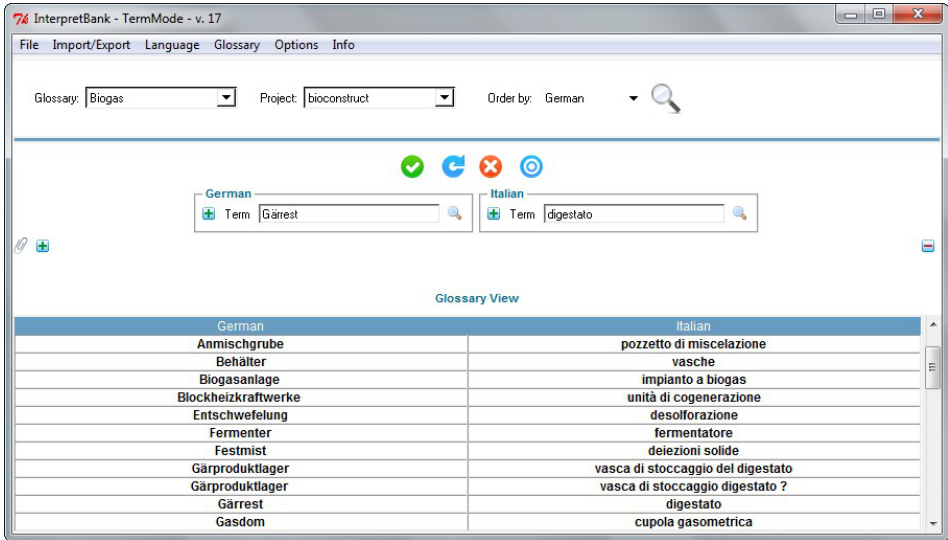 InterpretBank - TermMode - v. 17
File Import/Export Language Glossary Options Info
Glossary: Biogas Project: bioconstruct Order by: German
German Italian
Term Gärrest Term digestato
Glossary View
German Italian
Anmischgrube pozzetto di miscelazione
Behälter vasche
Biogasanlage impianto a biogas
Blockheizkraftwerke unità di cogenerazione
Entschwefelung desolforazione
Fermenter fermentatore
Festmist deiezioni solide
Gärproduktlager vasca di stoccaggio del digestato
Gärproduktlager vasca di stoccaggio digestato ?
Gärrest digestato
Gasdom cupola gasometrica